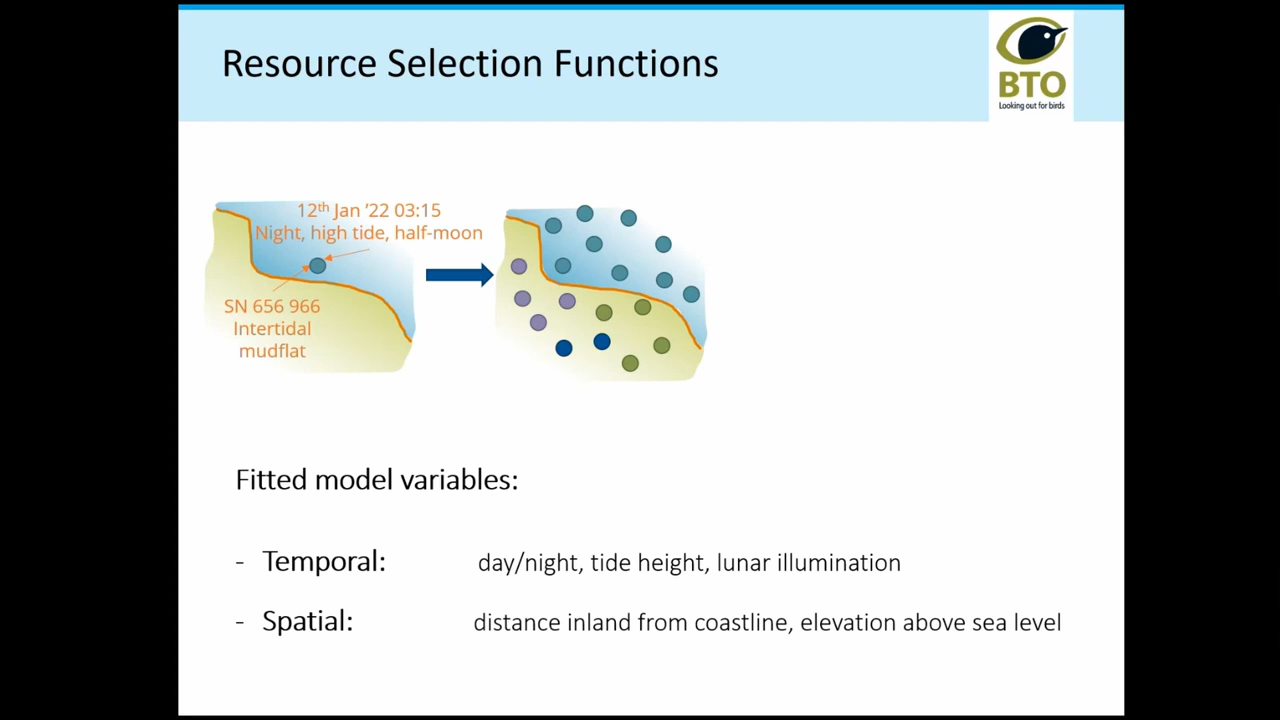 Resource Selection Functions
BTO
Looking out for birds
12th Jan '22 03:15
Night, high tide, half-moon
SN 656 966
Intertidal
mudflat
Fitted model variables:
- Temporal: day/night, tide height, lunar illumination
- Spatial: distance inland from coastline, elevation above sea level